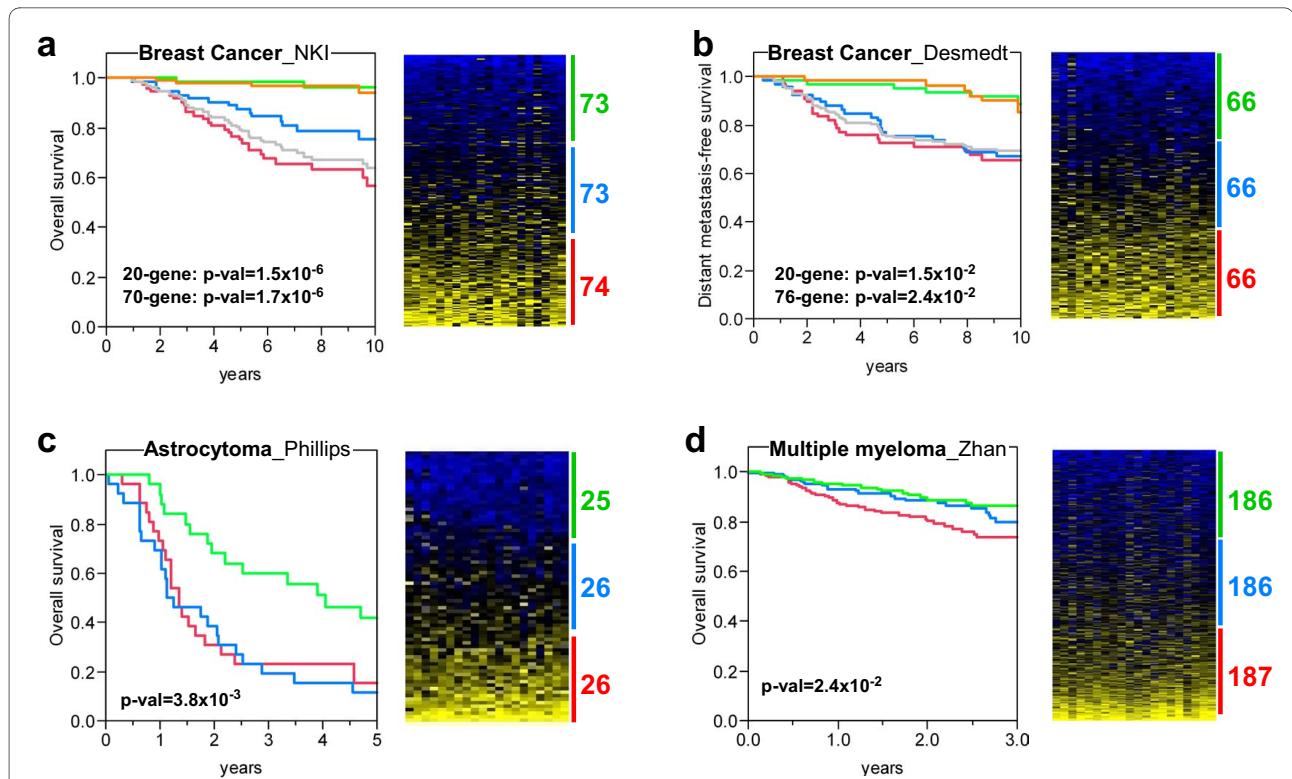 a
Breast Cancer_NKI
Overall survival
1.0
0.8
0.6
0.4
0.2
0.0
20-gene: p-val=1.5x10-6
70-gene: p-val=1.7x10-6
0 2 4 6 8 10
years
73
73
74
b
Breast Cancer_Desmedt
Distant metastasis-free survival
1.0
0.8
0.6
0.4
0.2
0.0
20-gene: p-val=1.5x10-2
76-gene: p-val=2.4x10-2
0 2 4 6 8 10
years
66
66
66
c
Astrocytoma_Phillips
Overall survival
1.0
0.8
0.6
0.4
0.2
0.0
p-val=3.8x10-3
0 1 2 3 4 5
years
25
26
26
d
Multiple myeloma_Zhan
Overall survival
1.0
0.8
0.6
0.4
0.2
0.0
p-val=2.4x10-2
0.0 1.0 2.0 3.0
years
186
186
187